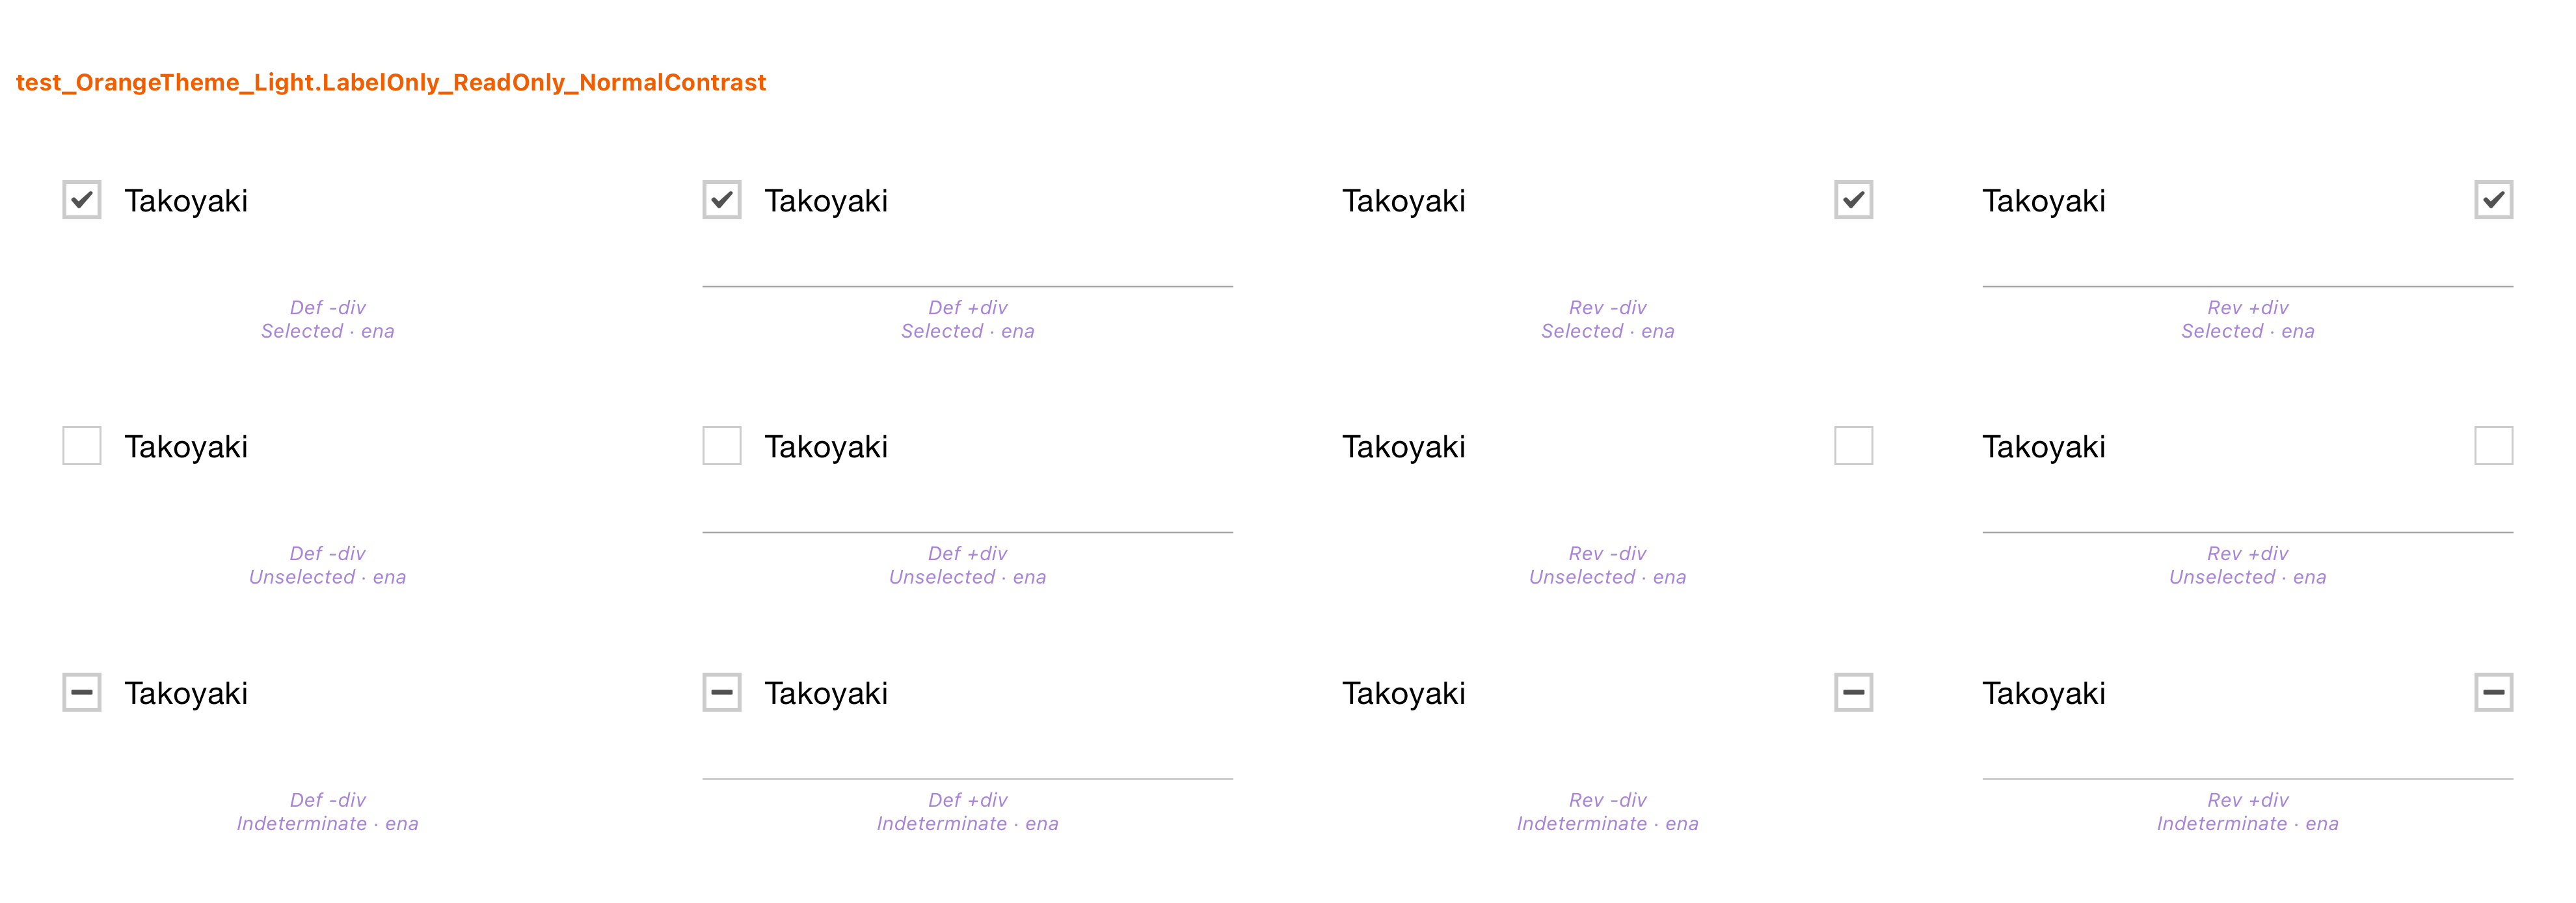 test_OrangeTheme_Light.LabelOnly_ReadOnly_NormalContrast
Takoyaki
Takoyaki
Takoyaki
Takoyaki
Def -div
Selected · ena
Def +div
Selected · ena
Rev -div
Selected · ena
Rev +div
Selected · ena
Takoyaki
Takoyaki
Takoyaki
Takoyaki
Def -div
Unselected · ena
Def +div
Unselected · ena
Rev -div
Unselected · ena
Rev +div
Unselected · ena
Takoyaki
Takoyaki
Takoyaki
Takoyaki
Def -div
Indeterminate · ena
Def +div
Indeterminate · ena
Rev -div
Indeterminate · ena
Rev +div
Indeterminate · ena